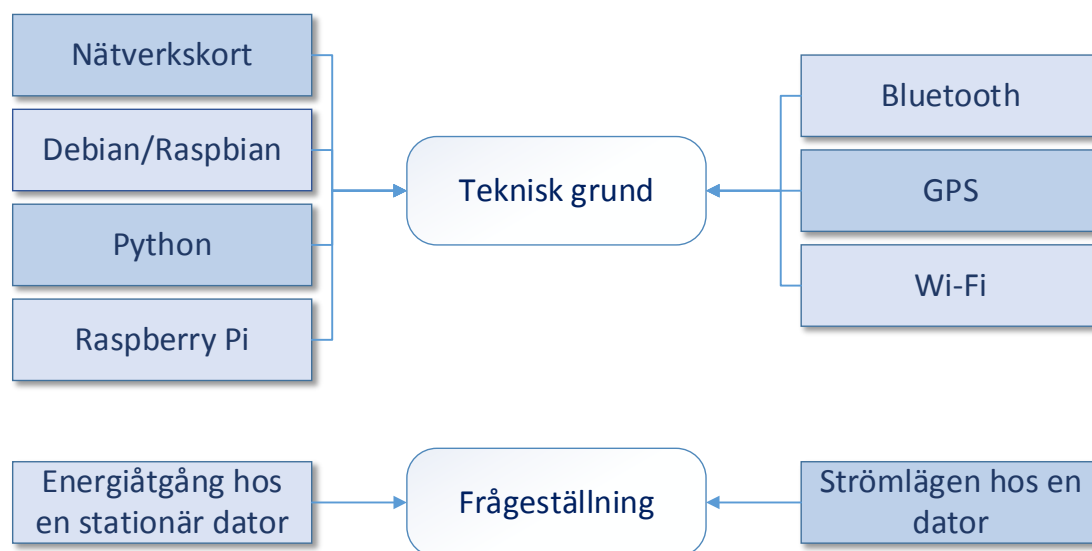 Nätverkskort
Debian/Raspbian
Python
Raspberry Pi
Teknisk grund
Bluetooth
GPS
Wi-Fi
Energiåtgång hos
en stationär dator
Frågeställning
Strömlägen hos en
dator